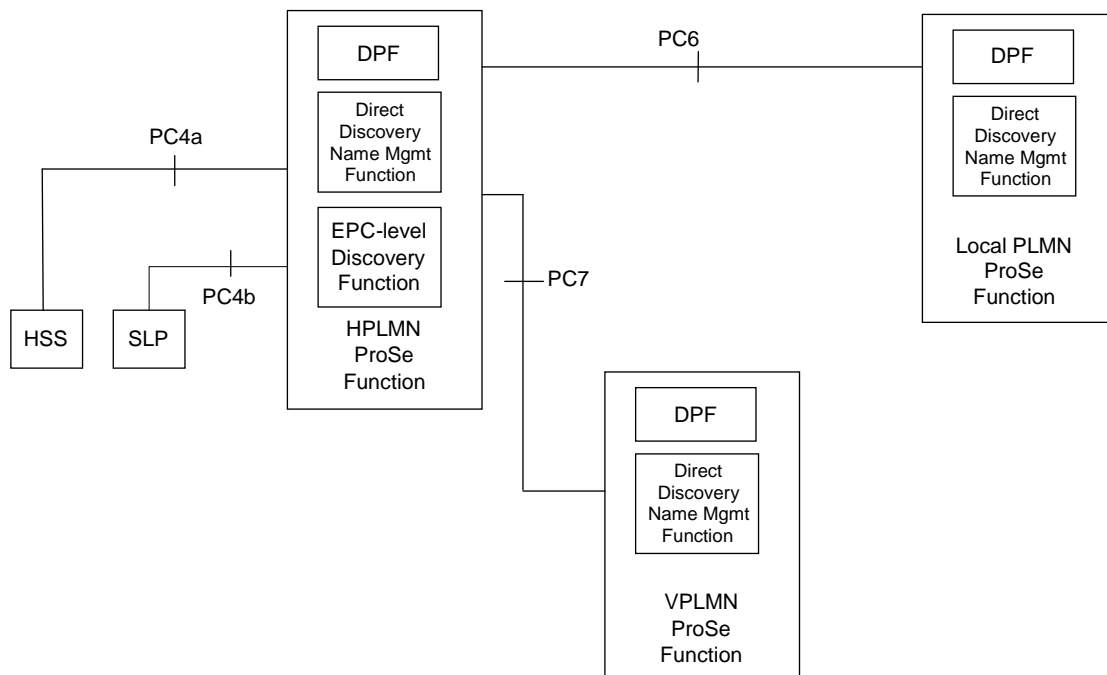 DPF
Direct
Discovery
Name Mgmt
Function
EPC-level
Discovery
Function
HPLMN
ProSe
Function
PC4a
PC4b
HSS
SLP
PC6
PC7
DPF
Direct
Discovery
Name Mgmt
Function
Local PLMN
ProSe
Function
DPF
Direct
Discovery
Name Mgmt
Function
VPLMN
ProSe
Function